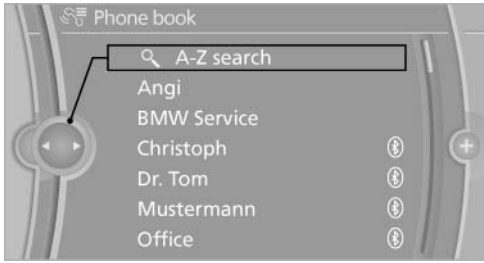 Phone book
A-Z search
Angi
BMW Service
Christoph
Dr. Tom
Mustermann
Office